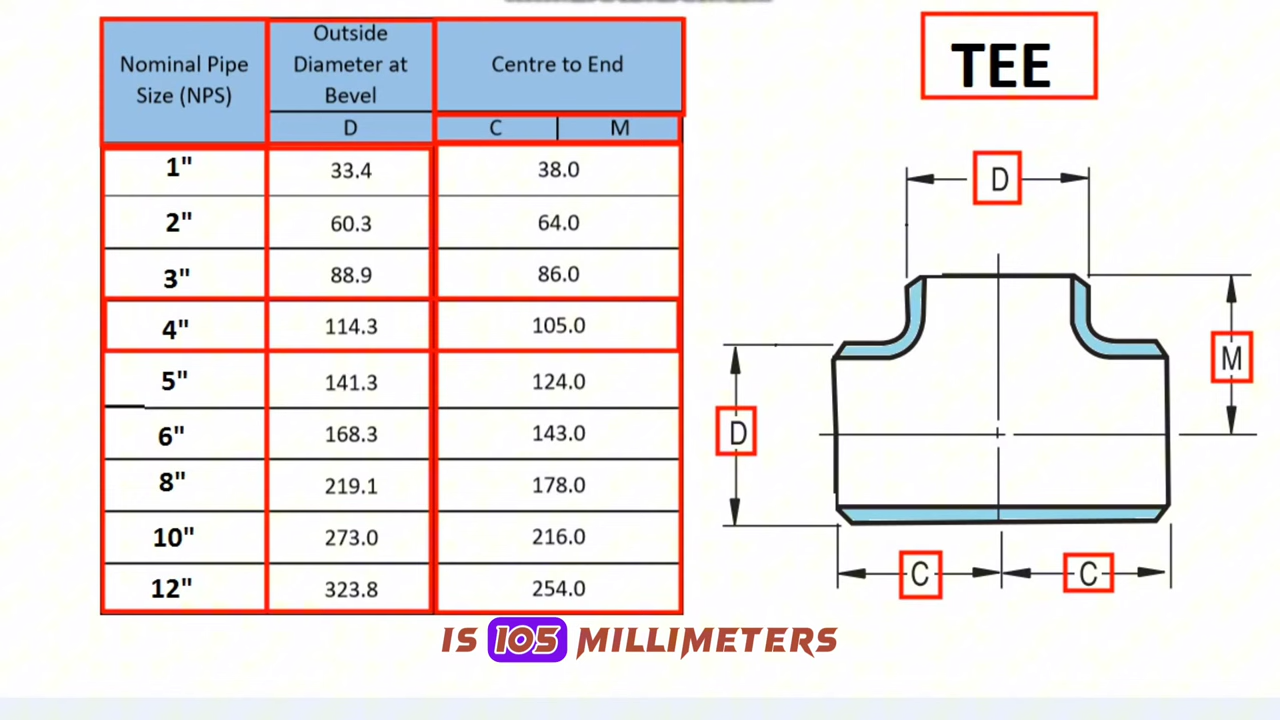 Nominal Pipe Size (NPS)
Outside Diameter at Bevel
Centre to End
D
C
M
1" 33.4 38.0
2" 60.3 64.0
3" 88.9 86.0
4" 114.3 105.0
5" 141.3 124.0
6" 168.3 143.0
8" 219.1 178.0
10" 273.0 216.0
12" 323.8 254.0
TEE
D
M
D
C
C
IS 105 MILLIMETERS